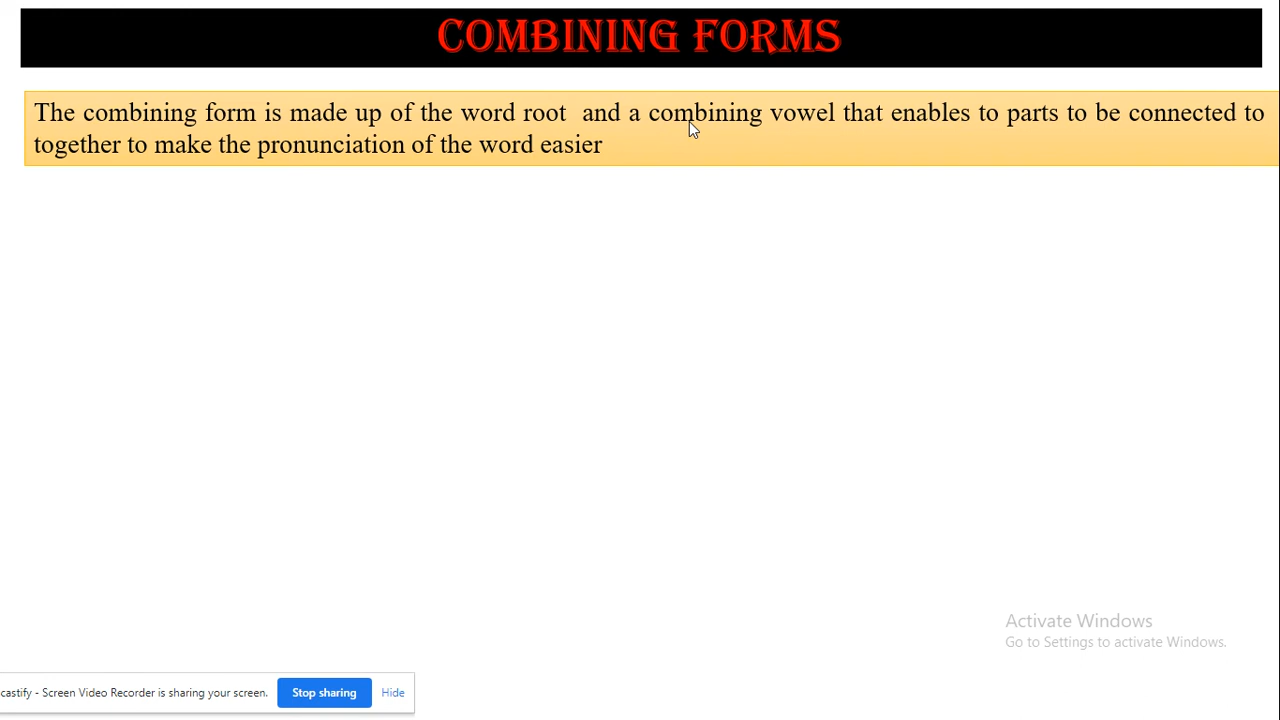 COMBINING FORMS
The combining form is made up of the word root and a combining vowel that enables to parts to be connected to
together to make the pronunciation of the word easier
Activate Windows
Go to Settings to activate Windows.
castify - Screen Video Recorder is sharing your screen. Stop sharing Hide